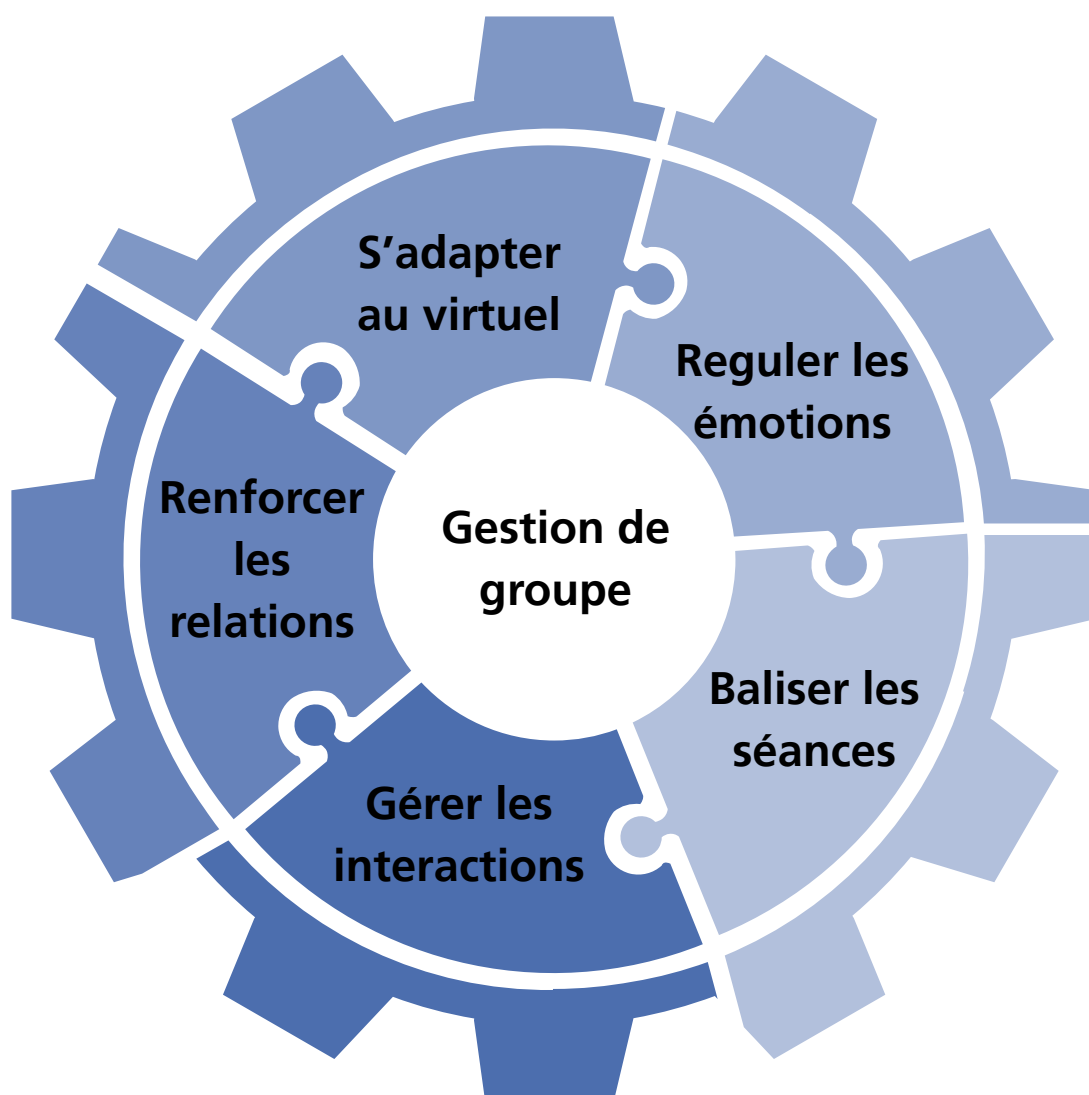 S’adapter
au virtuel
Reguler les
émotions
Renforcer
les
relations
Gestion de
groupe
Baliser les
séances
Gérer les
interactions